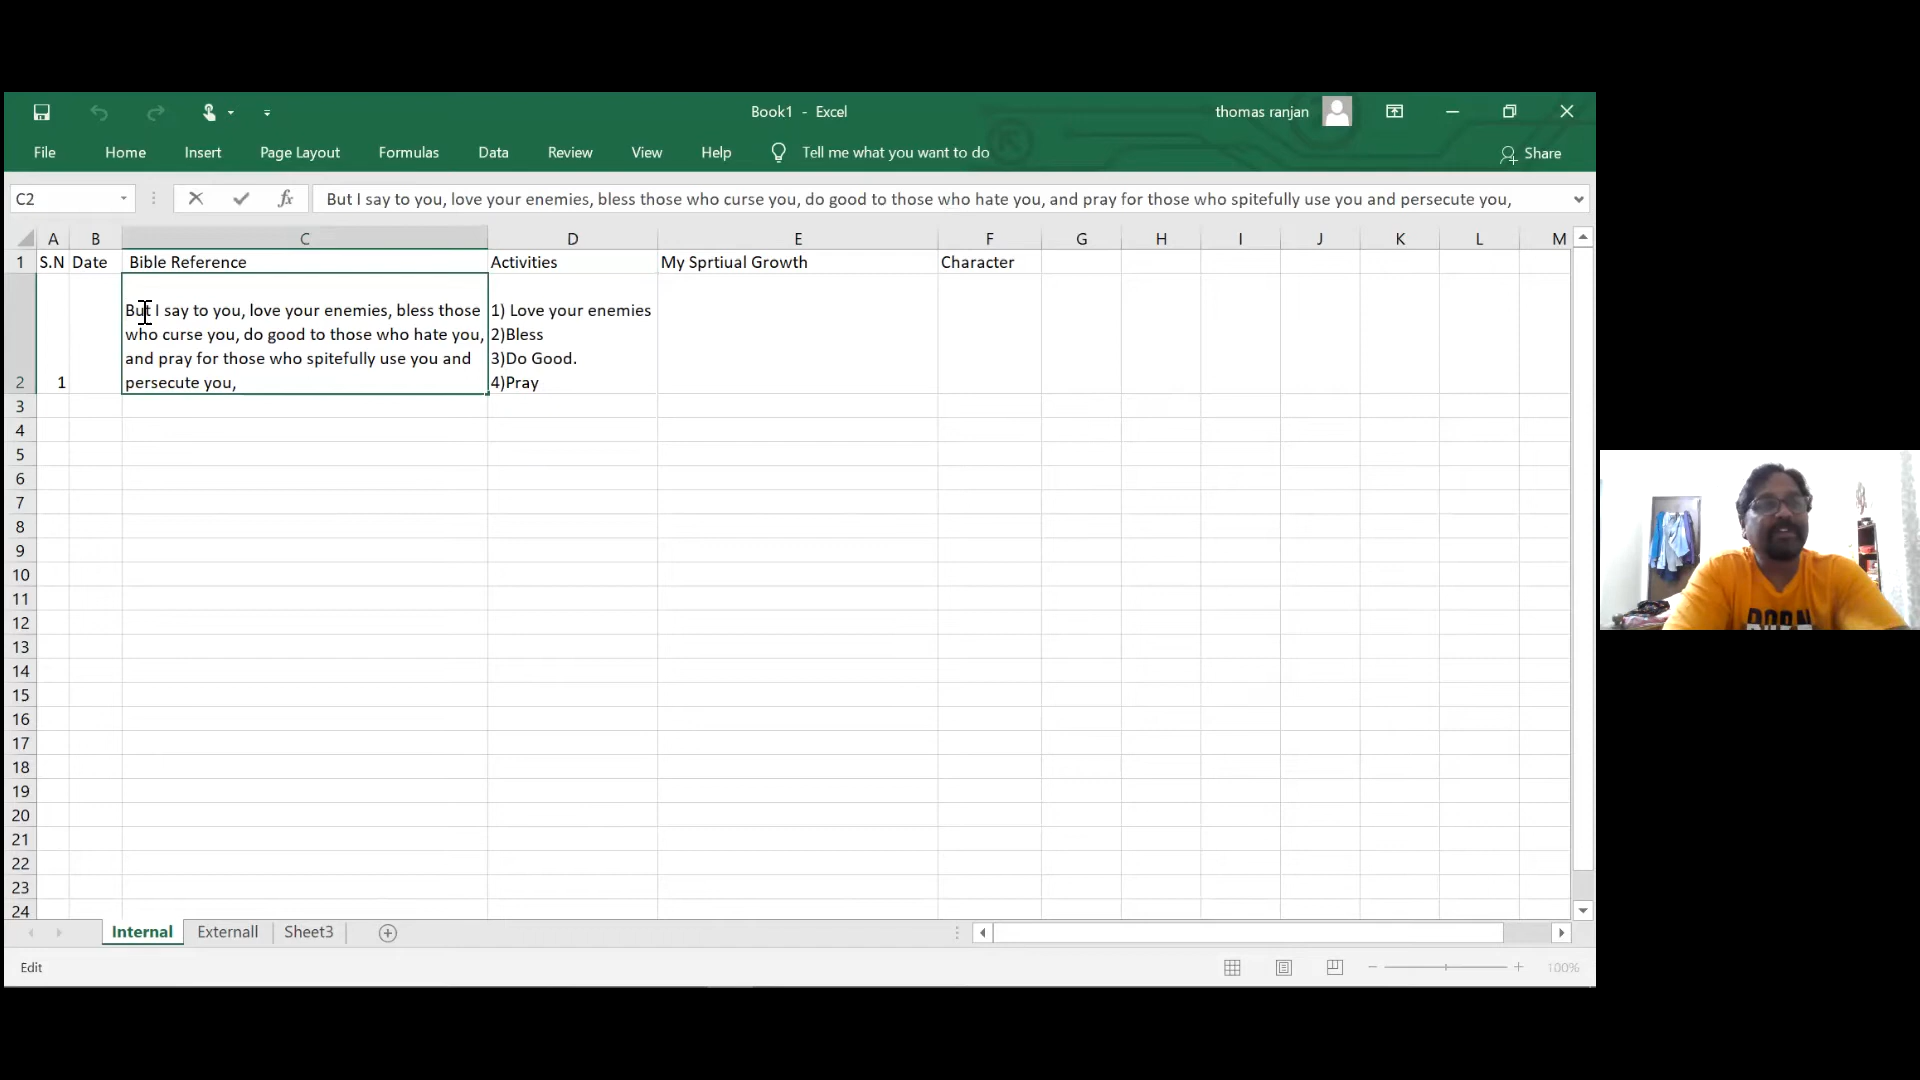 Book1 - Excel
thomas ranjan
File Home Insert Page Layout Formulas Data Review View Help Tell me what you want to do Share
C2 fx But I say to you, love your enemies, bless those who curse you, do good to those who hate you, and pray for those who spitefully use you and persecute you,
A B C D E F G H I J K L M
1 S.N Date Bible Reference Activities My Sprtiual Growth Character
But I say to you, love your enemies, bless those 1) Love your enemies
who curse you, do good to those who hate you, 2)Bless
and pray for those who spitefully use you and 3)Do Good.
2 1 persecute you, 4)Pray
3
4
5
6
7
8
9
10
11
12
13
14
15
16
17
18
19
20
21
22
23
24
Internal Externall Sheet3
Edit 100%
BORN